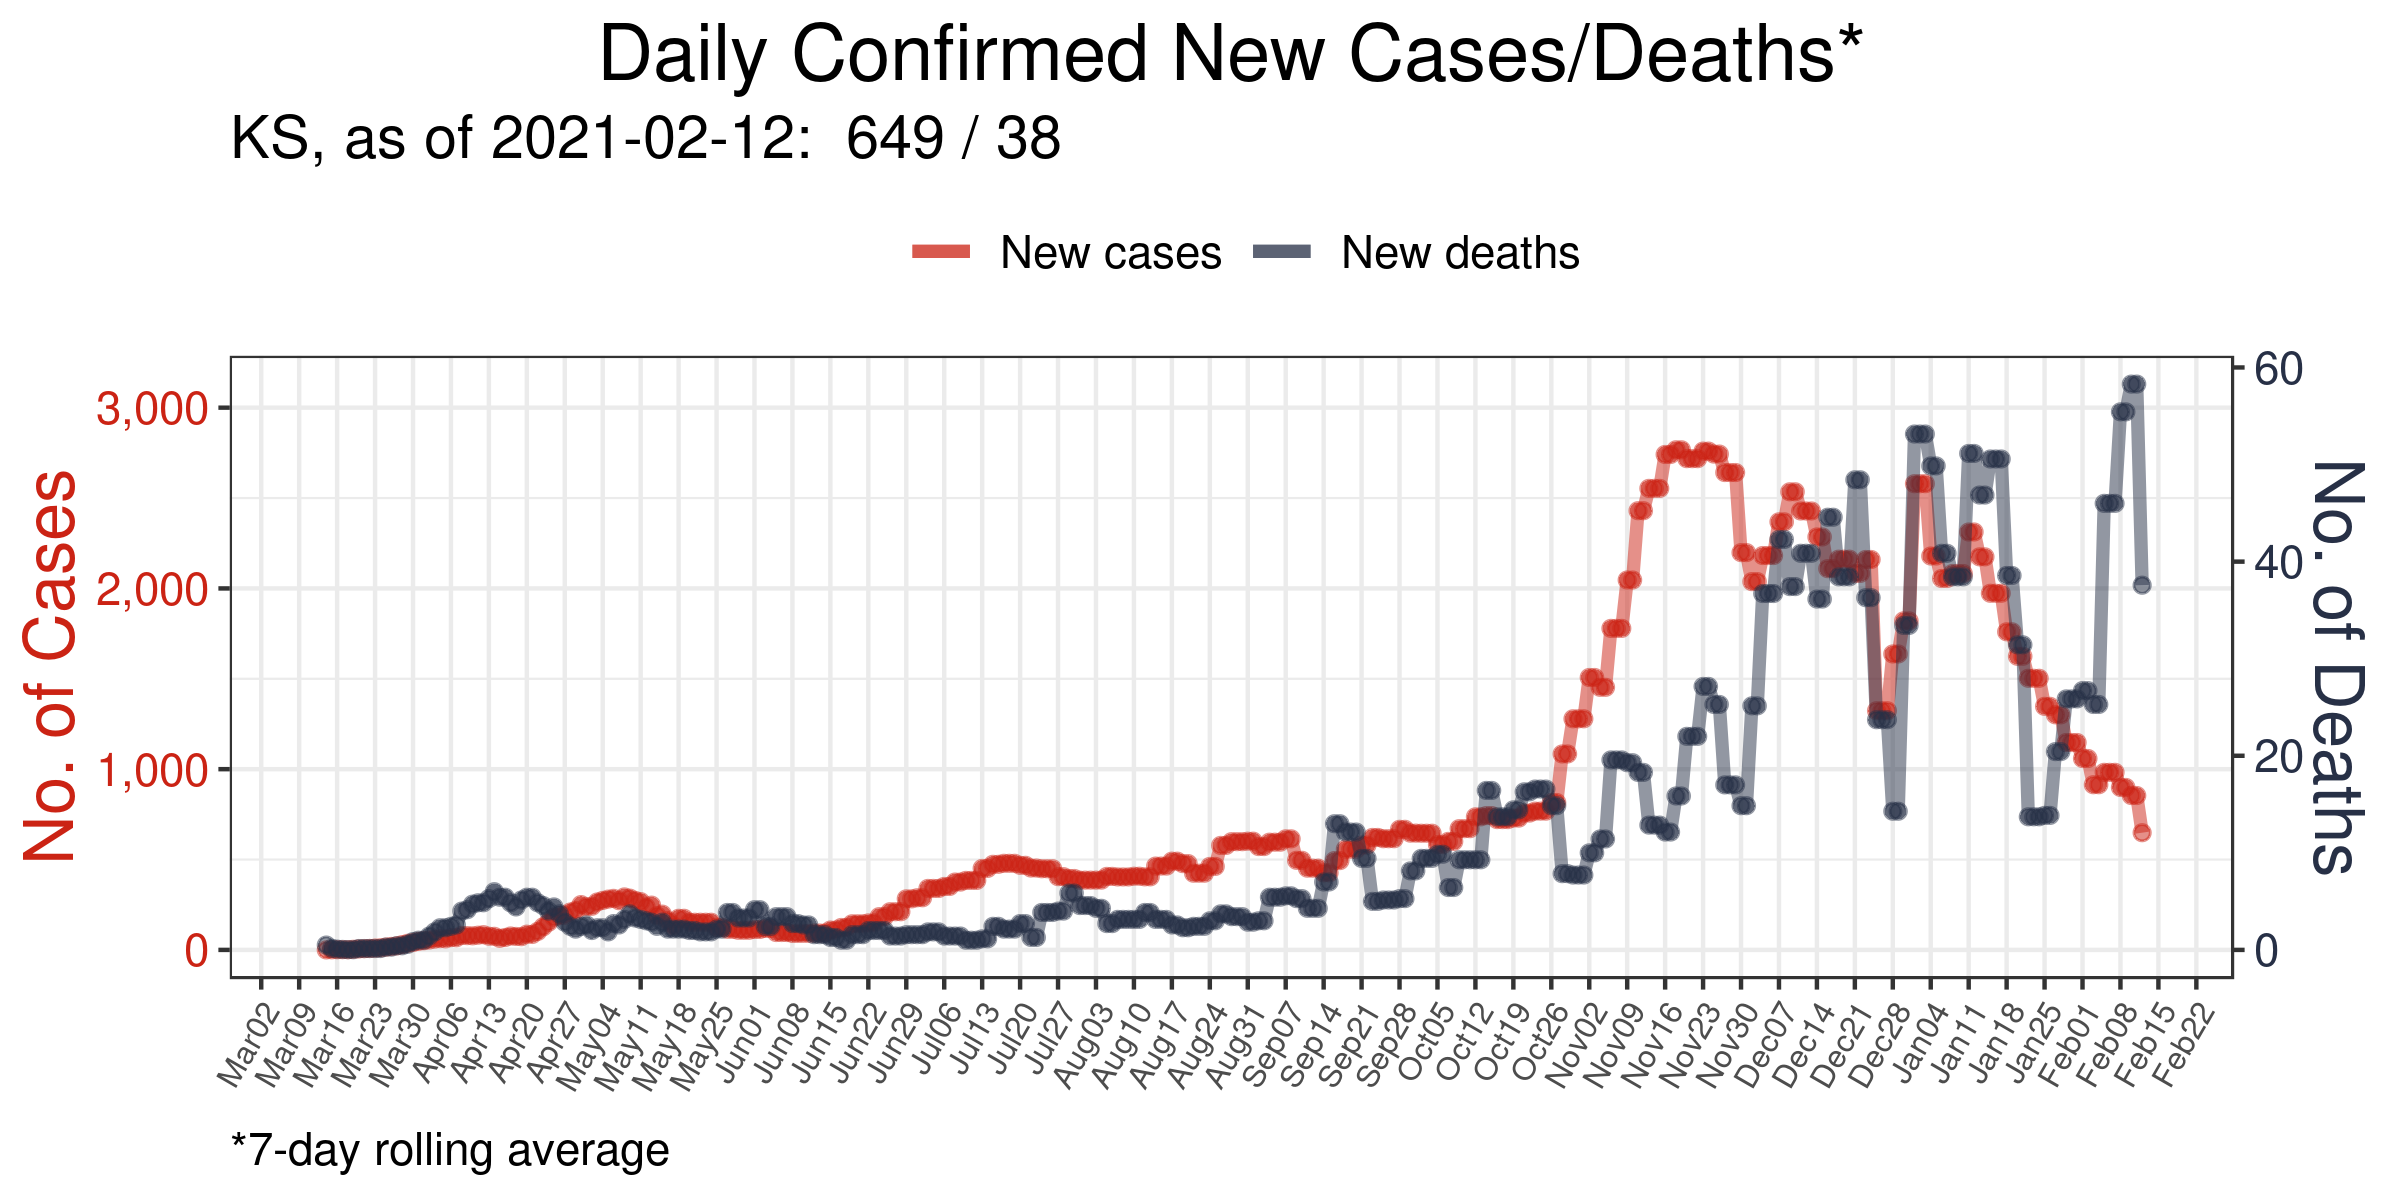 Daily Confirmed New Cases/Deaths*
KS, as of 2021-02-12:  649 / 38
New cases
New deaths
No. of Cases
3,000
2,000
1,000
0
60
40
20
0
No. of Deaths
Mar02
Mar09
Mar16
Mar23
Mar30
Apr06
Apr13
Apr20
Apr27
May04
May11
May18
May25
Jun01
Jun08
Jun15
Jun22
Jun29
Jul06
Jul13
Jul20
Jul27
Aug03
Aug10
Aug17
Aug24
Aug31
Sep07
Sep14
Sep21
Sep28
Oct05
Oct12
Oct19
Oct26
Nov02
Nov09
Nov16
Nov23
Nov30
Dec07
Dec14
Dec21
Dec28
Jan04
Jan11
Jan18
Jan25
Feb01
Feb08
Feb15
Feb22
*7-day rolling average